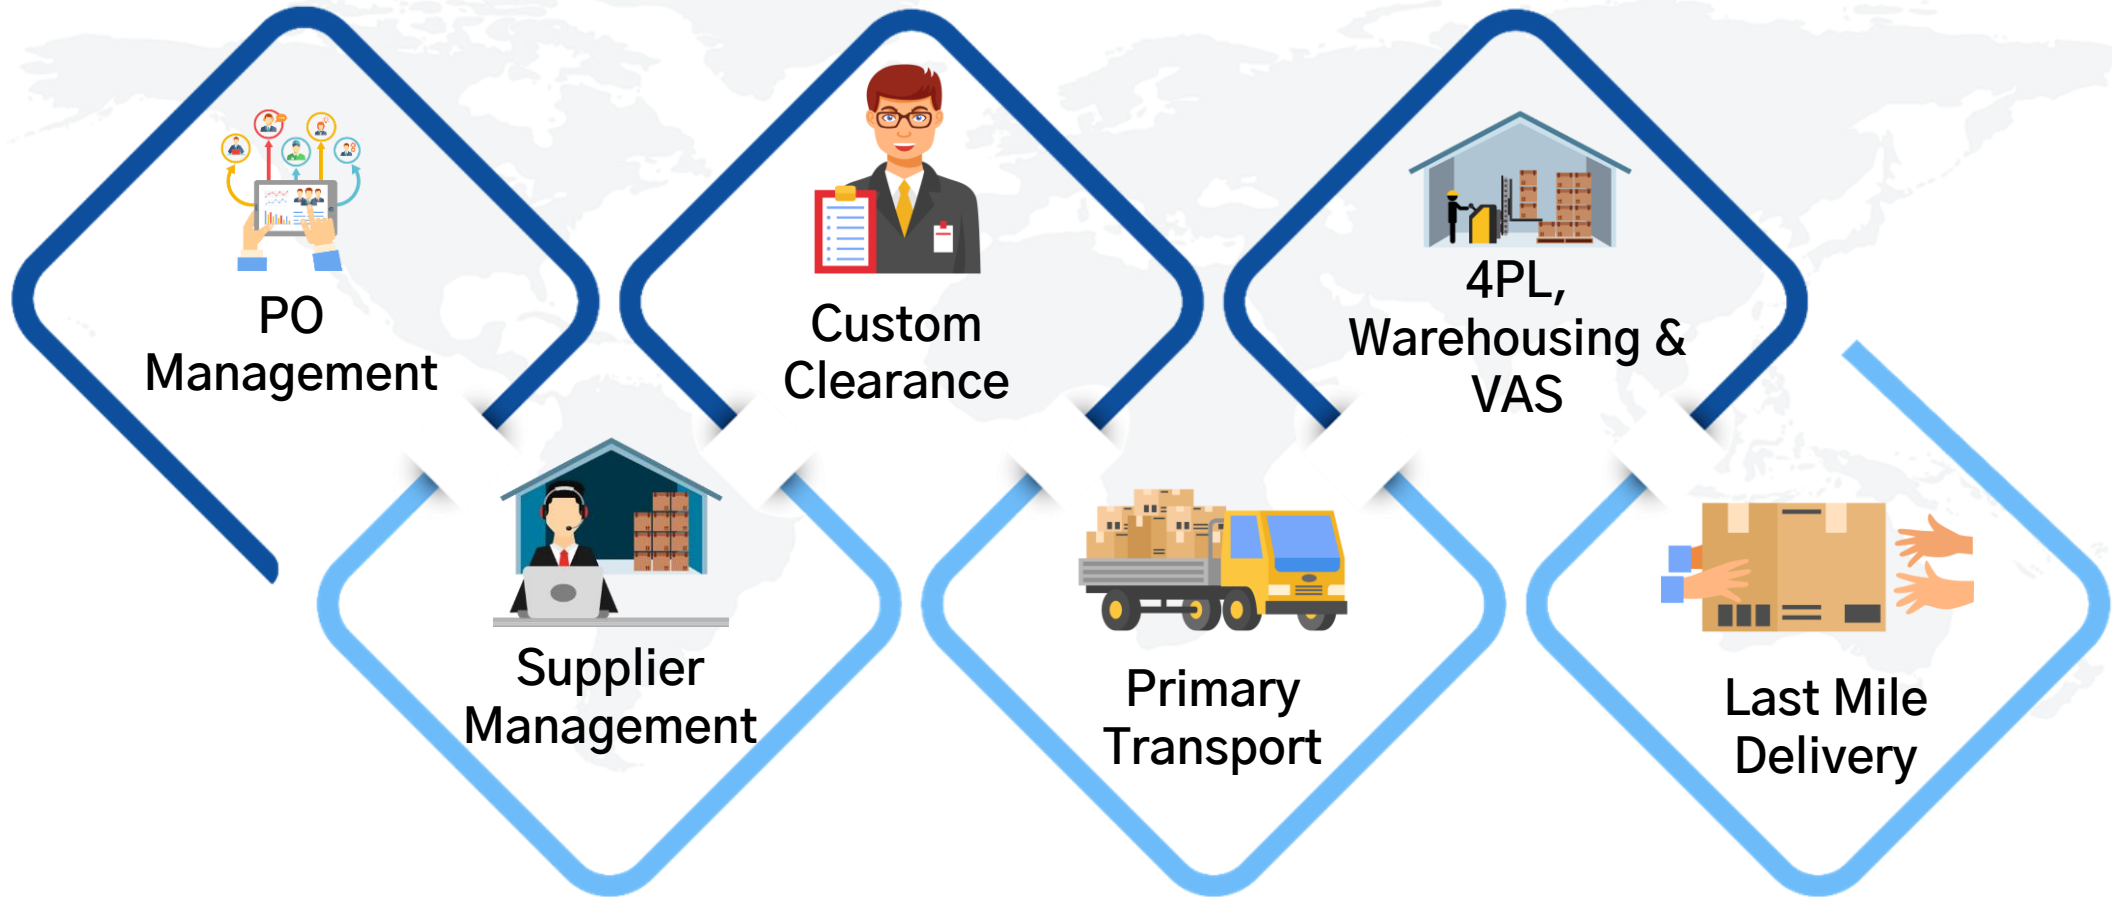 PO
Management
Supplier
Management
Custom
Clearance
Primary
Transport
4PL,
Warehousing &
VAS
Last Mile
Delivery